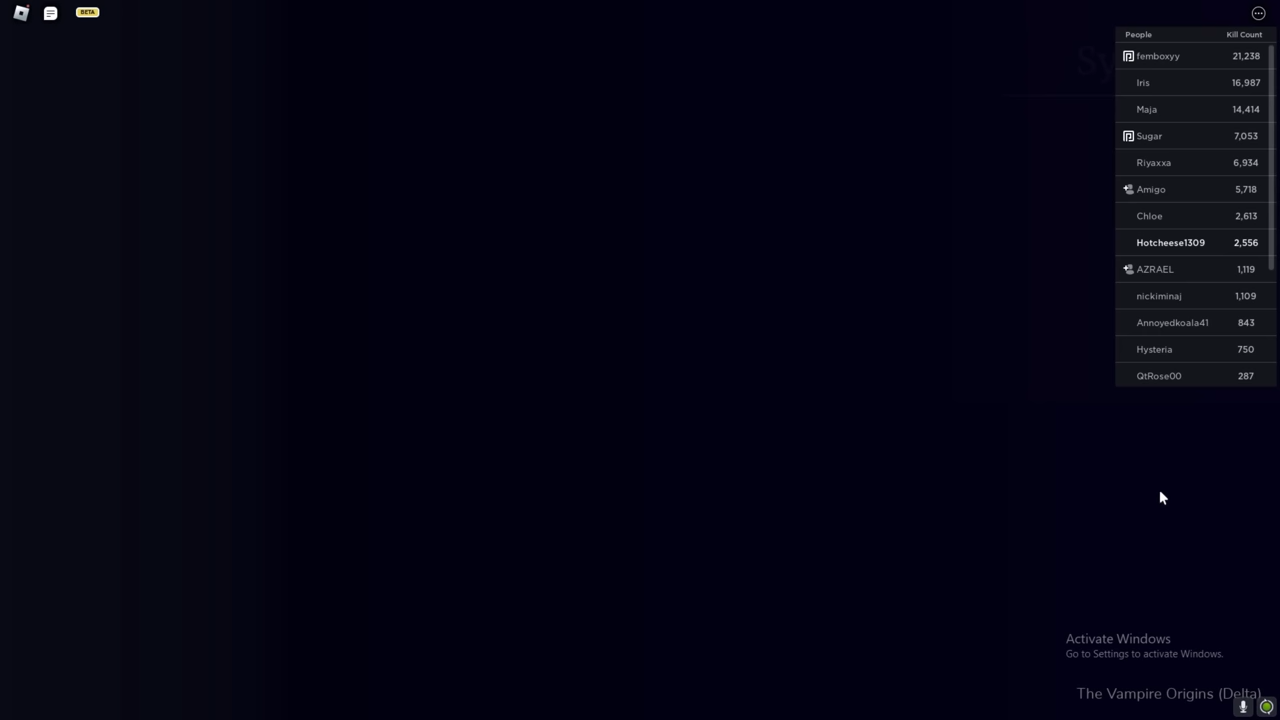 BETA
People Kill Count
femboxyy 21,238
Iris 16,987
Maja 14,414
Sugar 7,053
Riyaxxa 6,934
Amigo 5,718
Chloe 2,613
Hotcheese1309 2,556
AZRAEL 1,119
nickiminaj 1,109
Annoyedkoala41 843
Hysteria 750
QtRose00 287
Activate Windows
Go to Settings to activate Windows.
The Vampire Origins (Delta)